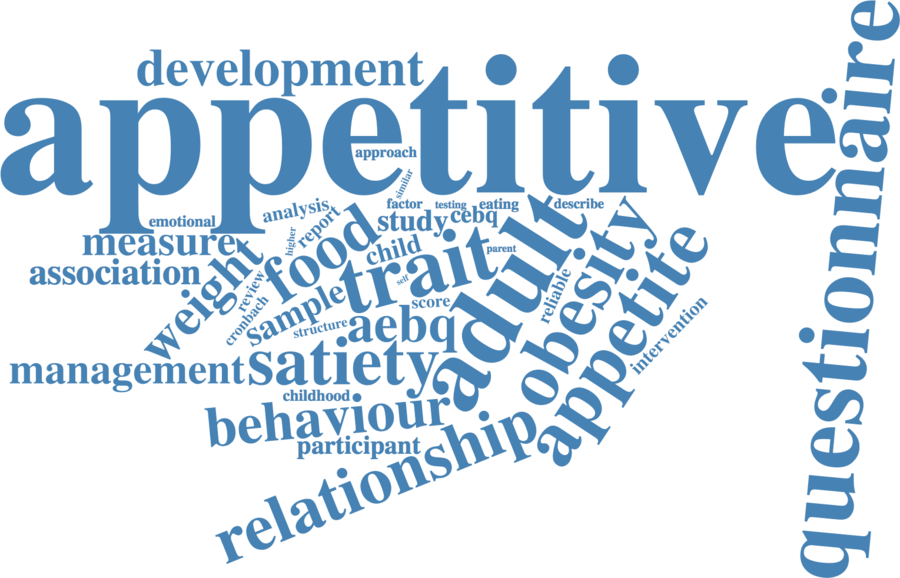 development
appetitive
questionnaire
approach
similar
emotional
analysis
report
higher
factor
testing
eating
describe
study
cebq
measure
association
weight
food
child
trait
parent
self
adult
obesity
appetite
review
cronbach
sample
structure
score
reliable
intervention
aebq
management
satiety
childhood
behaviour
participant
relationship